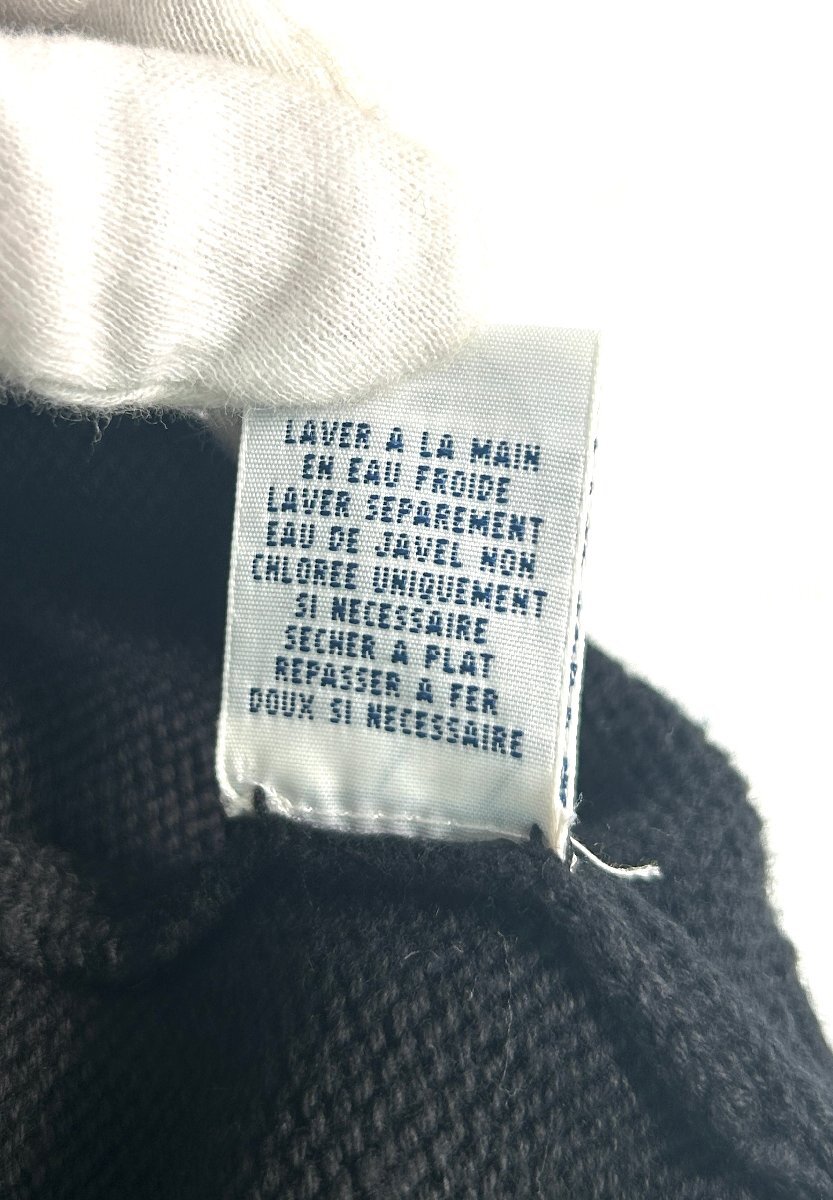 LAVER A LA MAIN
EN EAU FROIDE
LAVER SEPAREMENT
EAU DE JAVEL NON
CHLOREE UNIQUEMENT
SI NECESSAIRE
SECHER A PLAT
REPASSER A FER
DOUX SI NECESSAIRE